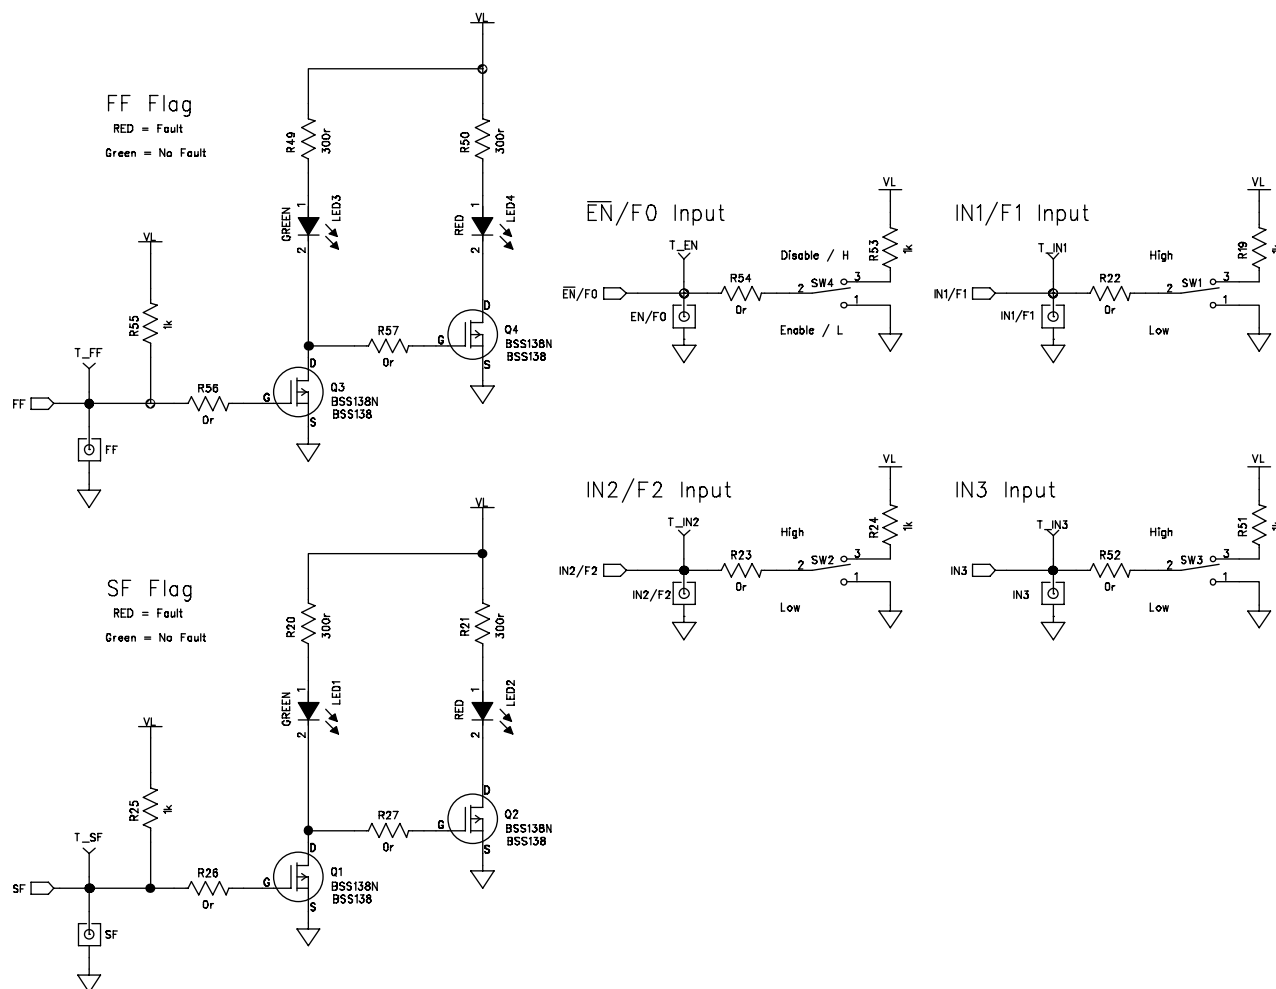 VL
FF Flag
RED = Fault
Green = No Fault
R49
300r
R50
300r
1
GREEN
LED3
2
1
RED
LED4
2
VL
R55
1k
T_FF
FF
FF
R56
0r
G
D
S
Q3
BSS138N
BSS138
R57
0r
G
D
S
Q4
BSS138N
BSS138
EN/F0 Input
VL
R53
1k
T_EN
Disable / H
EN/F0
R54
0r
2
SW4
3
1
EN/F0
Enable / L
IN1/F1 Input
VL
R19
T_IN1
High
IN1/F1
R22
0r
2
SW1
3
1
IN1/F1
Low
VL
SF Flag
RED = Fault
Green = No Fault
R20
300r
R21
300r
1
GREEN
LED1
2
1
RED
LED2
2
VL
R25
1k
T_SF
SF
SF
R26
0r
G
D
S
Q1
BSS138N
BSS138
R27
0r
G
D
S
Q2
BSS138N
BSS138
IN2/F2 Input
VL
R24
1k
T_IN2
High
IN2/F2
R23
0r
2
SW2
3
1
IN2/F2
Low
IN3 Input
VL
R51
T_IN3
High
IN3
R52
0r
2
SW3
3
1
IN3
Low